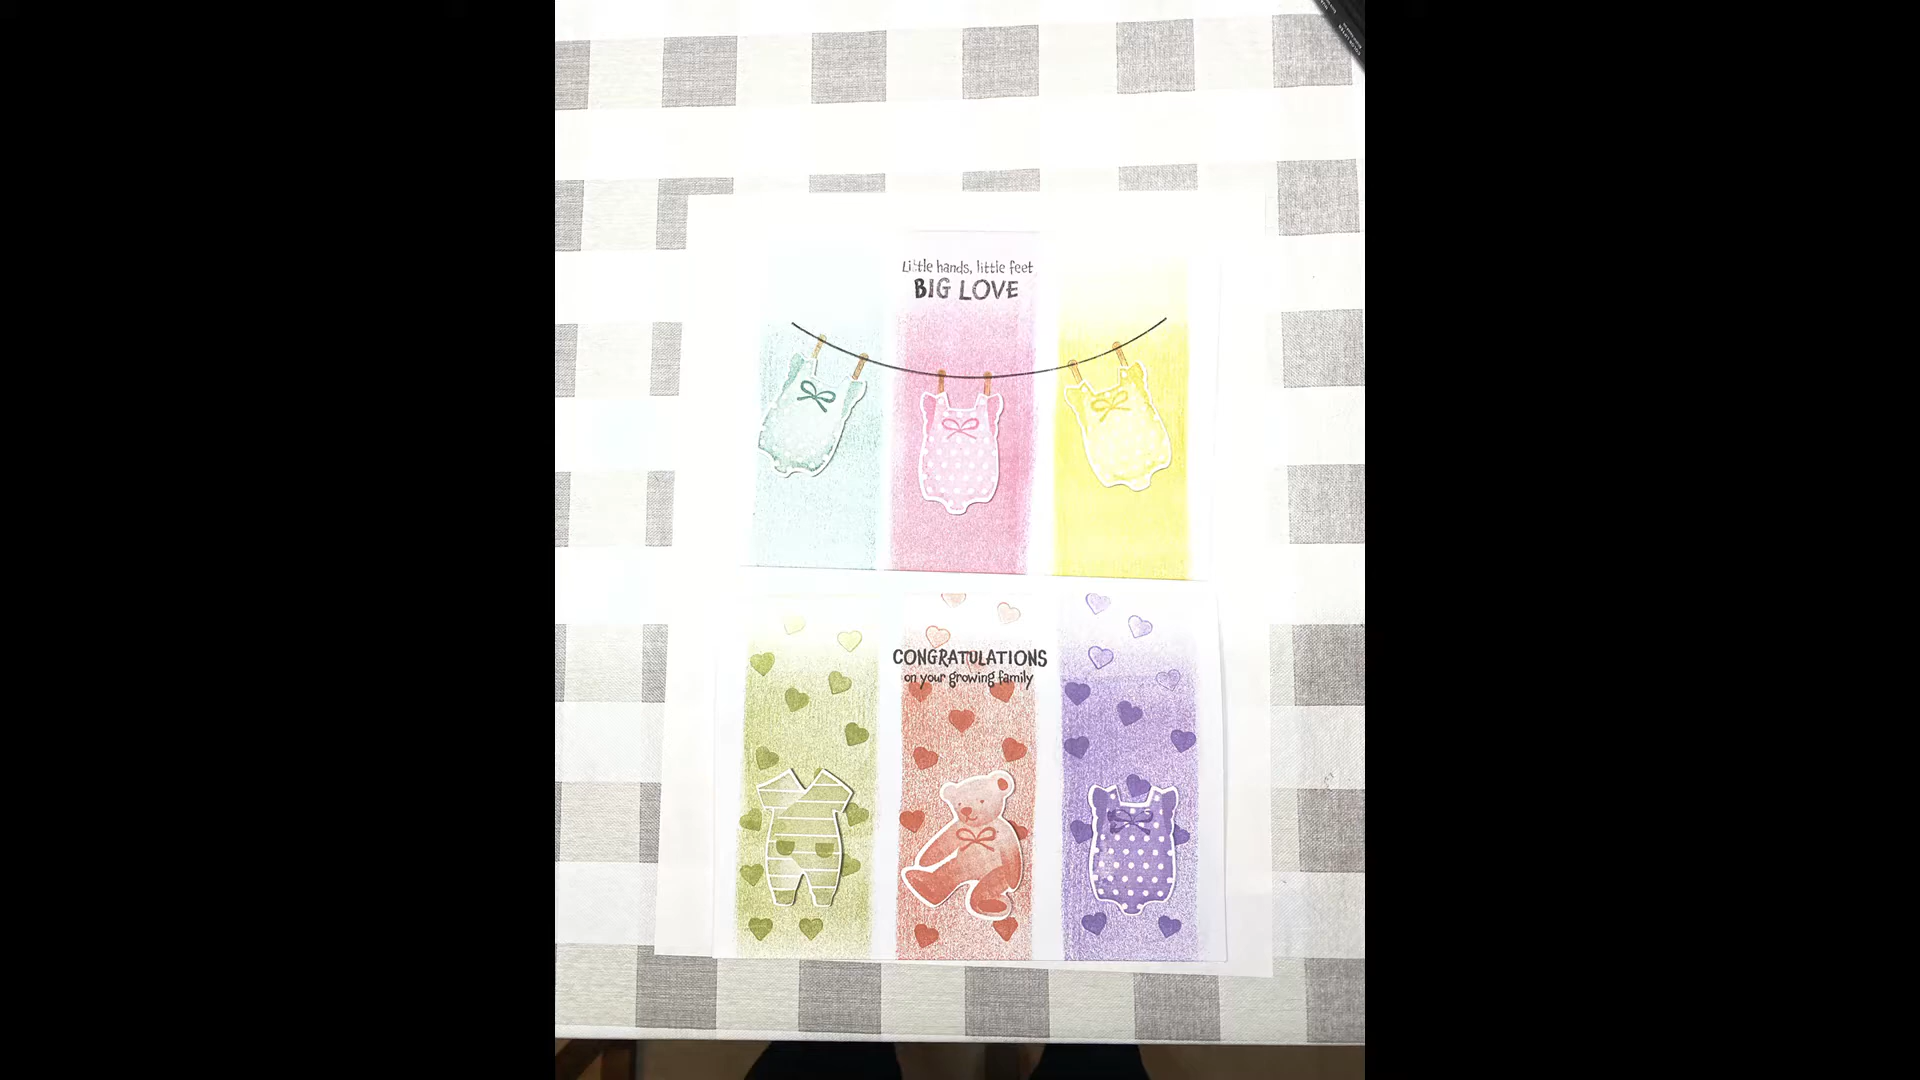 Little hands, little feet
BIG LOVE
CONGRATULATIONS
on your growing family